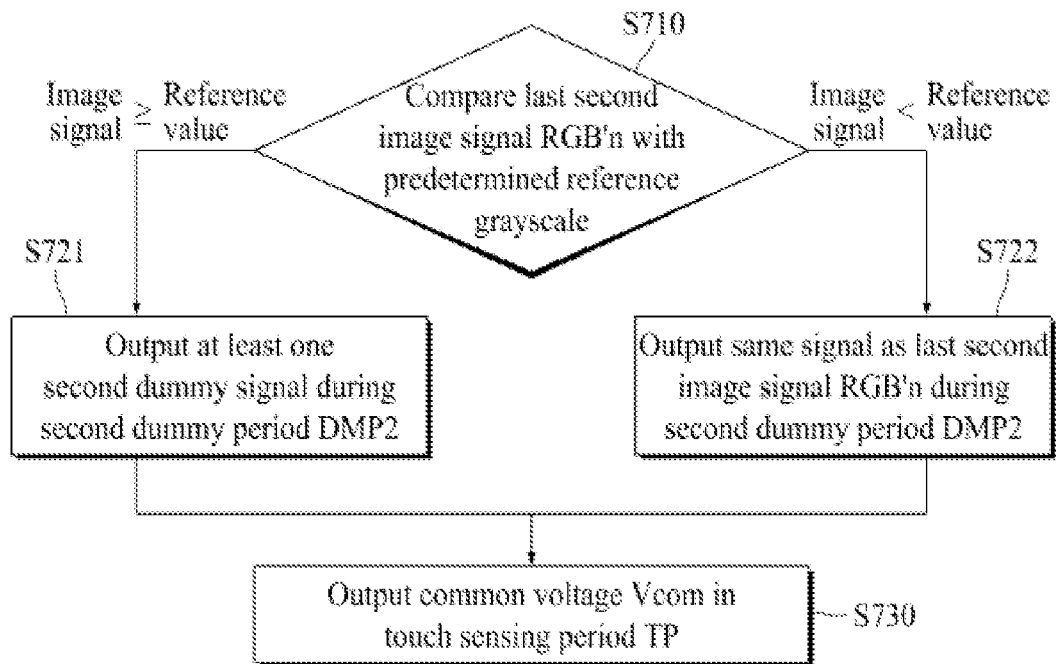 S710
Image ≥ Reference
signal value
Compare last second
image signal RGB'n with
predetermined reference
grayscale
Image < Reference
signal value
S721
Output at least one
second dummy signal during
second dummy period DMP2
S722
Output same signal as last second
image signal RGB'n during
second dummy period DMP2
Output common voltage Vcom in
touch sensing period TP
S730